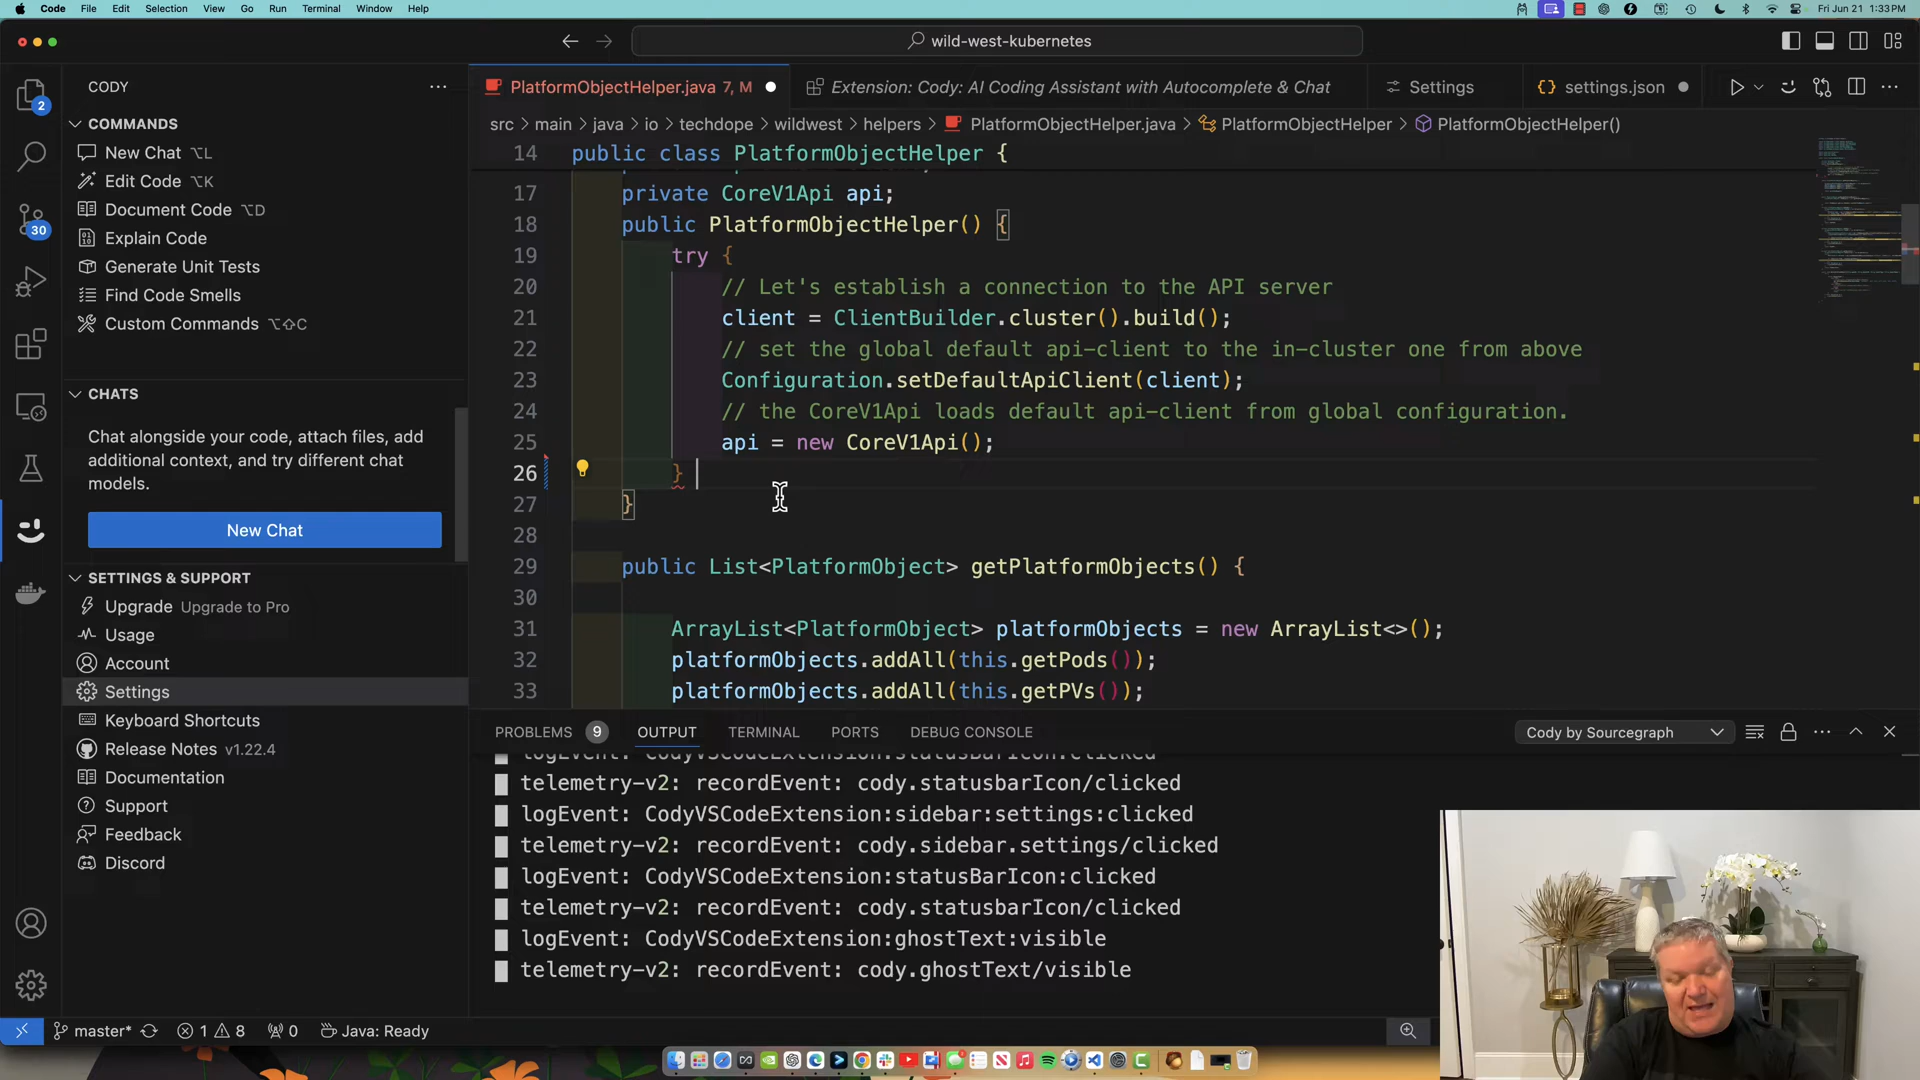 Code File Edit Selection View Go Run Terminal Window Help Fri Jun 21 1:33 PM
wild-west-kubernetes
CODY
PlatformObjectHelper.java 7, M
Extension: Cody: AI Coding Assistant with Autocomplete & Chat
Settings
settings.json
src > main > java > io > techdope > wildwest > helpers > PlatformObjectHelper.java > PlatformObjectHelper > PlatformObjectHelper()
COMMANDS
New Chat ⌥L
Edit Code ⌥K
Document Code ⌥D
Explain Code
Generate Unit Tests
Find Code Smells
Custom Commands ⌥⇧C
CHATS
Chat alongside your code, attach files, add
additional context, and try different chat
models.
New Chat
SETTINGS & SUPPORT
Upgrade Upgrade to Pro
Usage
Account
Settings
Keyboard Shortcuts
Release Notes v1.22.4
Documentation
Support
Feedback
Discord
2
30
14 public class PlatformObjectHelper {
17 private CoreV1Api api;
18 public PlatformObjectHelper() {
19 try {
20 // Let's establish a connection to the API server
21 client = ClientBuilder.cluster().build();
22 // set the global default api-client to the in-cluster one from above
23 Configuration.setDefaultApiClient(client);
24 // the CoreV1Api loads default api-client from global configuration.
25 api = new CoreV1Api();
26 }
27 }
28
29 public List<PlatformObject> getPlatformObjects() {
30
31 ArrayList<PlatformObject> platformObjects = new ArrayList<>();
32 platformObjects.addAll(this.getPods());
33 platformObjects.addAll(this.getPVs());
PROBLEMS 9 OUTPUT TERMINAL PORTS DEBUG CONSOLE Cody by Sourcegraph
logEvent: CodyVSCodeExtension:statusBarIcon:clicked
telemetry-v2: recordEvent: cody.statusbarIcon/clicked
logEvent: CodyVSCodeExtension:sidebar:settings:clicked
telemetry-v2: recordEvent: cody.sidebar.settings/clicked
logEvent: CodyVSCodeExtension:statusBarIcon:clicked
telemetry-v2: recordEvent: cody.statusbarIcon/clicked
logEvent: CodyVSCodeExtension:ghostText:visible
telemetry-v2: recordEvent: cody.ghostText/visible
master* 1 8 0 Java: Ready